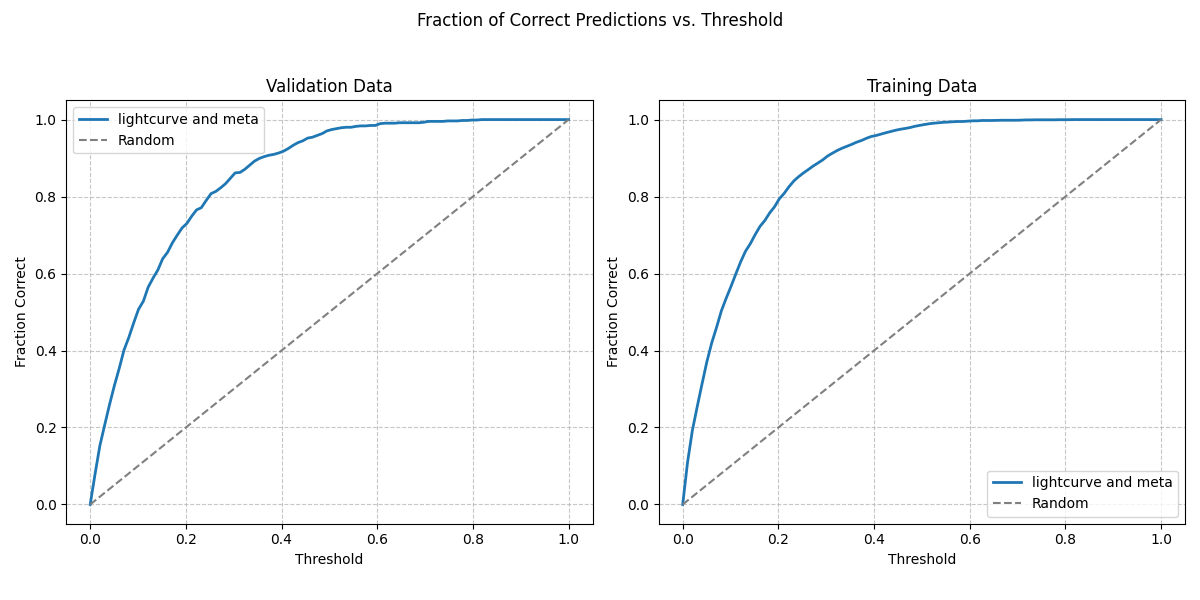 Fraction of Correct Predictions vs. Threshold
Validation Data
lightcurve and meta
Random
1.0
0.8
0.6
0.4
0.2
0.0
Fraction Correct
0.0 0.2 0.4 0.6 0.8 1.0
Threshold
Training Data
1.0
0.8
0.6
0.4
0.2
0.0
Fraction Correct
lightcurve and meta
Random
0.0 0.2 0.4 0.6 0.8 1.0
Threshold